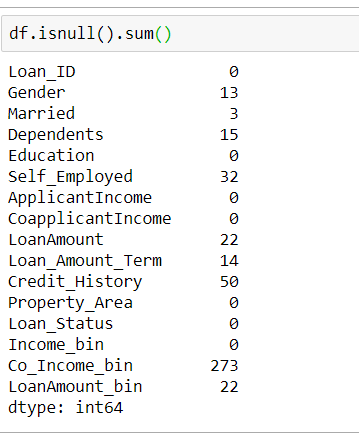 df.isnull().sum()
Loan_ID 0
Gender 13
Married 3
Dependents 15
Education 0
Self_Employed 32
ApplicantIncome 0
CoapplicantIncome 0
LoanAmount 22
Loan_Amount_Term 14
Credit_History 50
Property_Area 0
Loan_Status 0
Income_bin 0
Co_Income_bin 273
LoanAmount_bin 22
dtype: int64